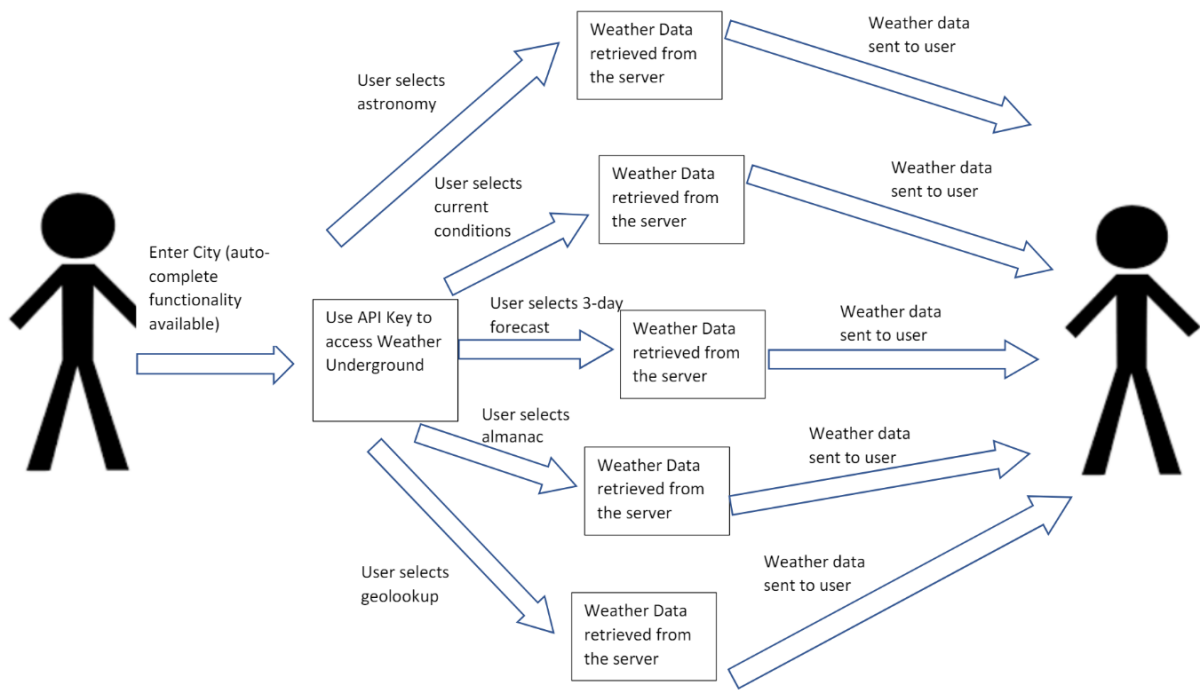 Enter City (auto-
complete
functionality
available)
Use API Key to
access Weather
Underground
User selects
astronomy
Weather Data
retrieved from
the server
Weather data
sent to user
User selects
current
conditions
Weather Data
retrieved from
the server
Weather data
sent to user
User selects 3-day
forecast
Weather Data
retrieved from
the server
Weather data
sent to user
User selects
almanac
Weather Data
retrieved from
the server
Weather data
sent to user
User selects
geolookup
Weather Data
retrieved from
the server
Weather data
sent to user